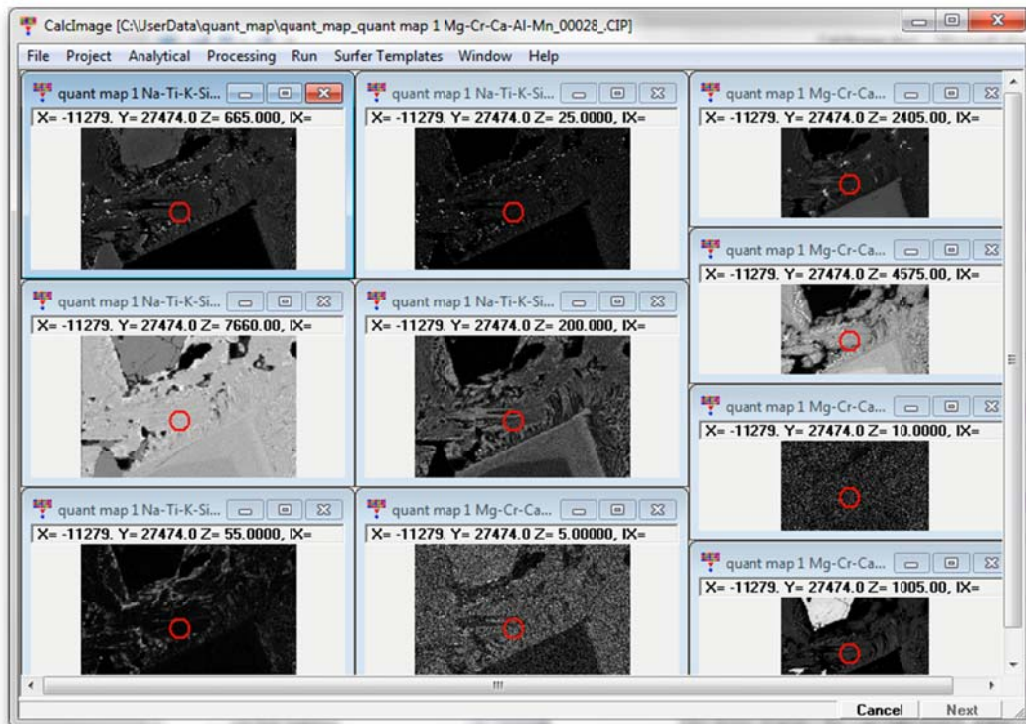 CalcImage [C:\UserData\quant_map\quant_map_quant map 1 Mg-Cr-Ca-Al-Mn_00028_.CIP]
File Project Analytical Processing Run Surfer Templates Window Help
quant map 1 Na-Ti-K-Si...
X= -11279. Y= 27474.0 Z= 665.000, IX=
quant map 1 Na-Ti-K-Si...
X= -11279. Y= 27474.0 Z= 25.0000, IX=
quant map 1 Mg-Cr-Ca...
X= -11279. Y= 27474.0 Z= 2405.00, IX=
quant map 1 Mg-Cr-Ca...
X= -11279. Y= 27474.0 Z= 4575.00, IX=
quant map 1 Na-Ti-K-Si...
X= -11279. Y= 27474.0 Z= 7660.00, IX=
quant map 1 Na-Ti-K-Si...
X= -11279. Y= 27474.0 Z= 200.000, IX=
quant map 1 Mg-Cr-Ca...
X= -11279. Y= 27474.0 Z= 10.0000, IX=
quant map 1 Na-Ti-K-Si...
X= -11279. Y= 27474.0 Z= 55.0000, IX=
quant map 1 Mg-Cr-Ca...
X= -11279. Y= 27474.0 Z= 5.00000, IX=
quant map 1 Mg-Cr-Ca...
X= -11279. Y= 27474.0 Z= 1005.00, IX=
Cancel Next